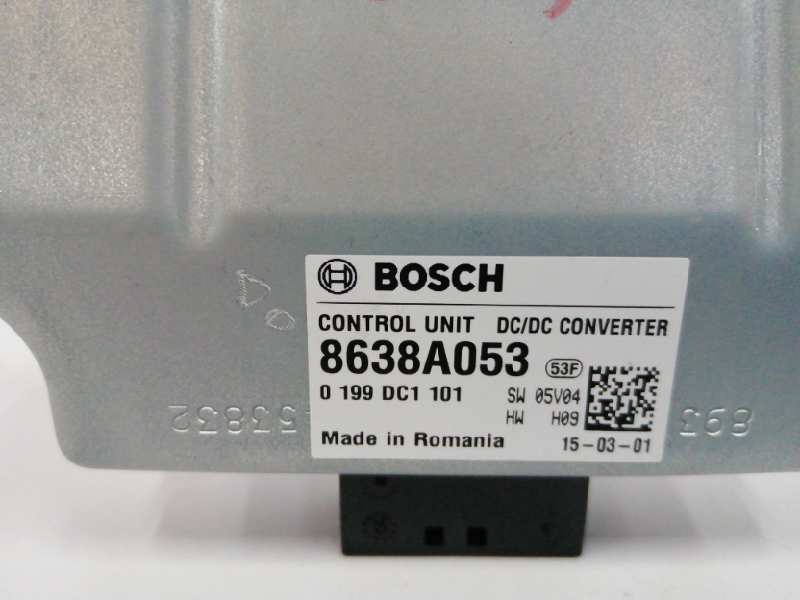 BOSCH
CONTROL UNIT DC/DC CONVERTER
8638A053 53F
0 199 DC1 101 SW 05V04
HW H09
Made in Romania 15-03-01